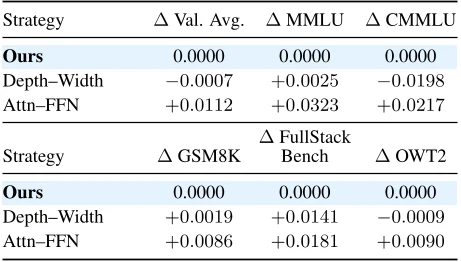 Strategy Δ Val. Avg. Δ MMLU Δ CMMLU
Ours 0.0000 0.0000 0.0000
Depth–Width −0.0007 +0.0025 −0.0198
Attn–FFN +0.0112 +0.0323 +0.0217
Strategy Δ GSM8K Δ FullStack Bench Δ OWT2
Ours 0.0000 0.0000 0.0000
Depth–Width +0.0019 +0.0141 −0.0009
Attn–FFN +0.0086 +0.0181 +0.0090